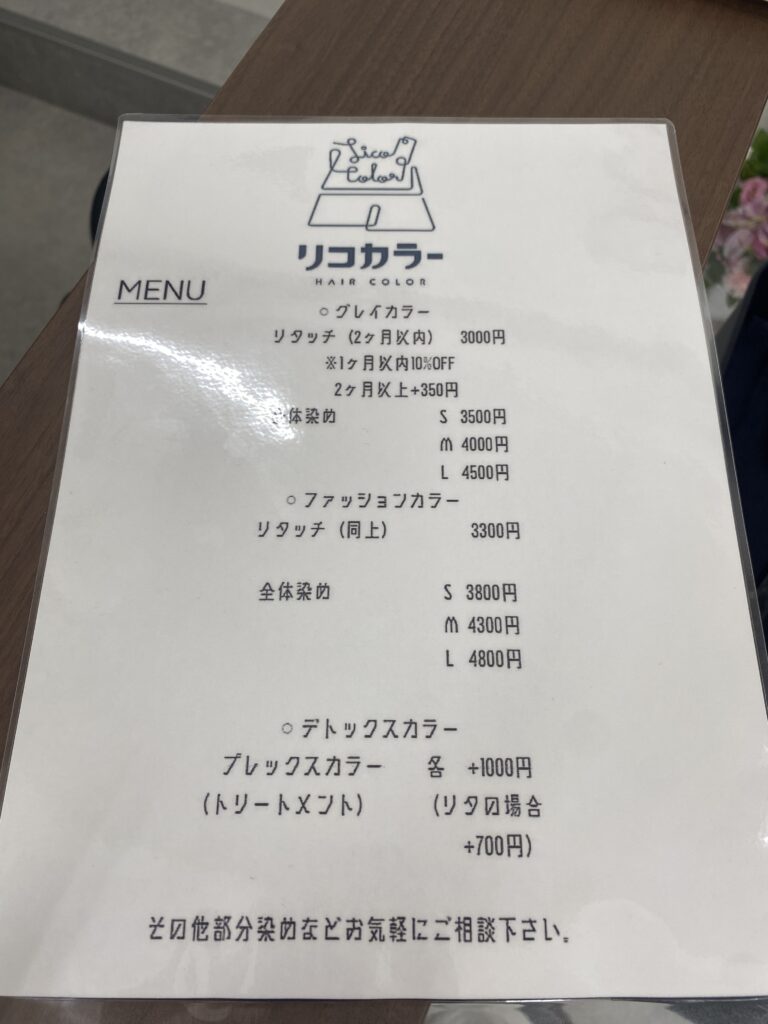 Lico
Color
リコカラー
HAIR COLOR
MENU
○グレイカラー
リタッチ (2ヶ月以内) 3000円
※1ヶ月以内10%OFF
2ヶ月以上+350円
全体染め S 3500円
M 4000円
L 4500円
○ファッションカラー
リタッチ (同上) 3300円
全体染め S 3800円
M 4300円
L 4800円
○デトックスカラー
プレックスカラー 各 +1000円
(トリートメント) (リタの場合
+700円)
その他部分染めなどお気軽にご相談下さい。